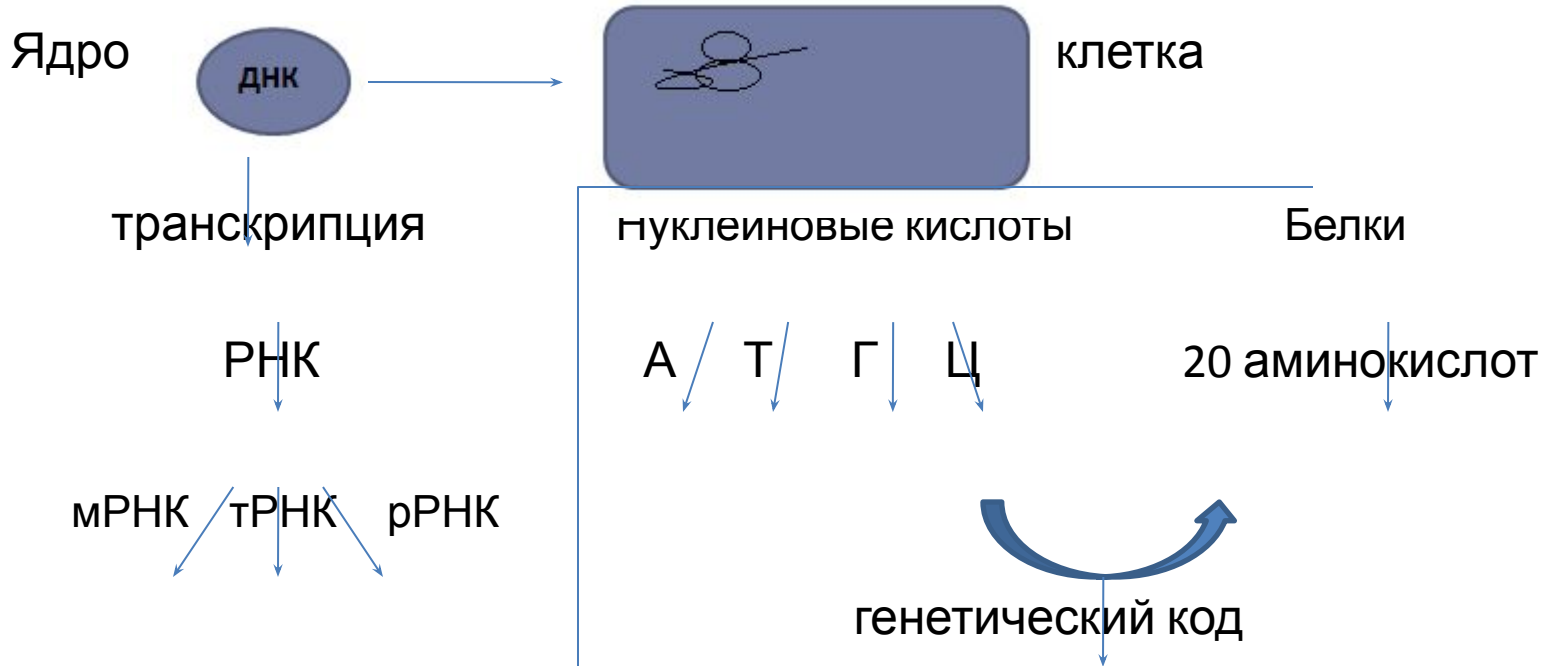 Ядро
ДНК
клетка
транскрипция
Нуклеиновые кислоты
Белки
РНК
А Т Г Ц
20 аминокислот
мРНК тРНК рРНК
генетический код